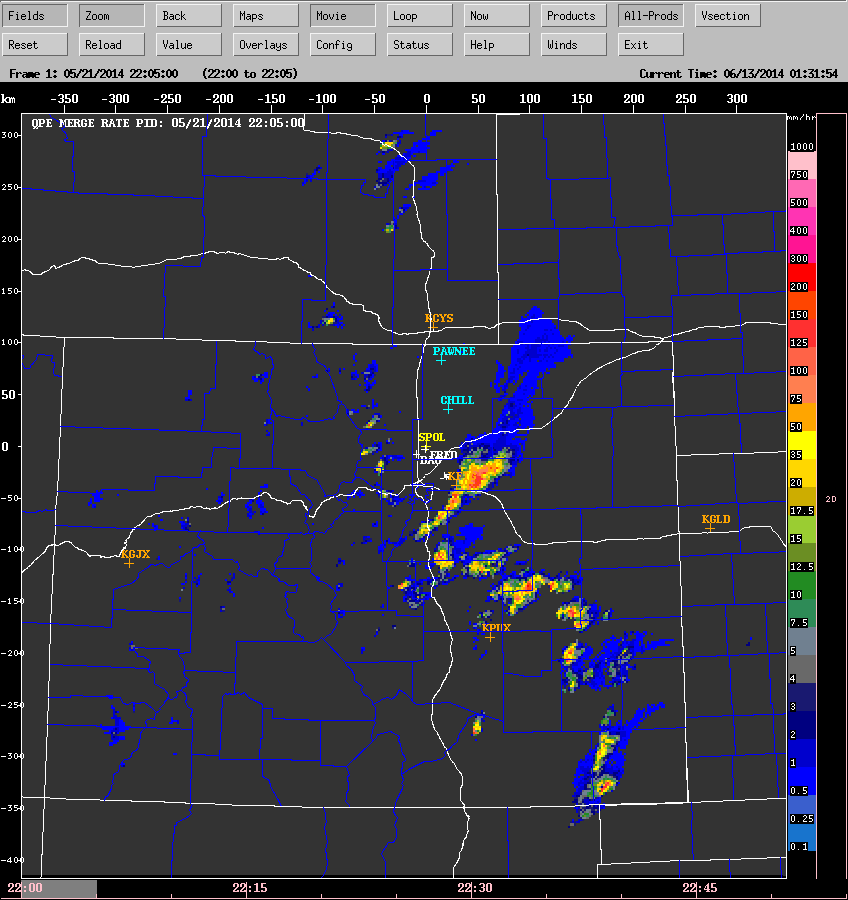 Fields Zoom Back Maps Movie Loop Now Products All-Prods Vsection
Reset Reload Value Overlays Config Status Help Winds Exit
Frame 1: 05/21/2014 22:05:00 (22:00 to 22:05) Current Time: 06/13/2014 01:31:54
km -350 -300 -250 -200 -150 -100 -50 0 50 100 150 200 250 300
QPE MERGE RATE PID: 05/21/2014 22:05:00
mm/hr
300
250
200
150
100
50
0
-50
-100
-150
-200
-250
-300
-350
-400
KCYS
PAWNEE
CHILL
SPOL
KGLD
KGJX
KPUX
1000
750
500
400
300
200
150
125
100
75
50
35
20
17.5
15
12.5
10
7.5
5
4
3
2
1
0.5
0.25
0.1
2D
22:00 22:15 22:30 22:45